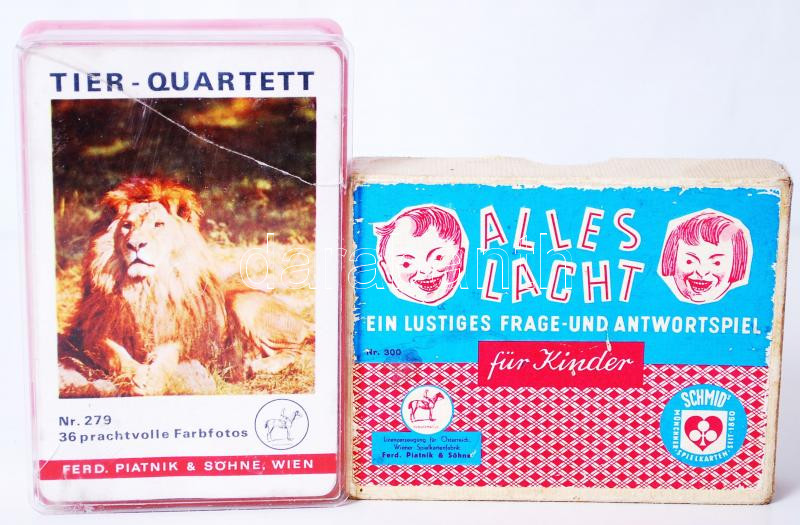 TIER - QUARTETT
Nr. 279
36 prachtvolle Farbfotos
FERD. PIATNIK & SÖHNE, WIEN
ALLES
LACHT
EIN LUSTIGES FRAGE-UND ANTWORTSPIEL
Nr. 300
für Kinder
Lizenzerzeugung für Österreich,
Wiener Spielkartenfabrik
Ferd. Piatnik & Söhne
SCHMID'
MÜNCHNER-SPIELKARTEN-SEIT-1860